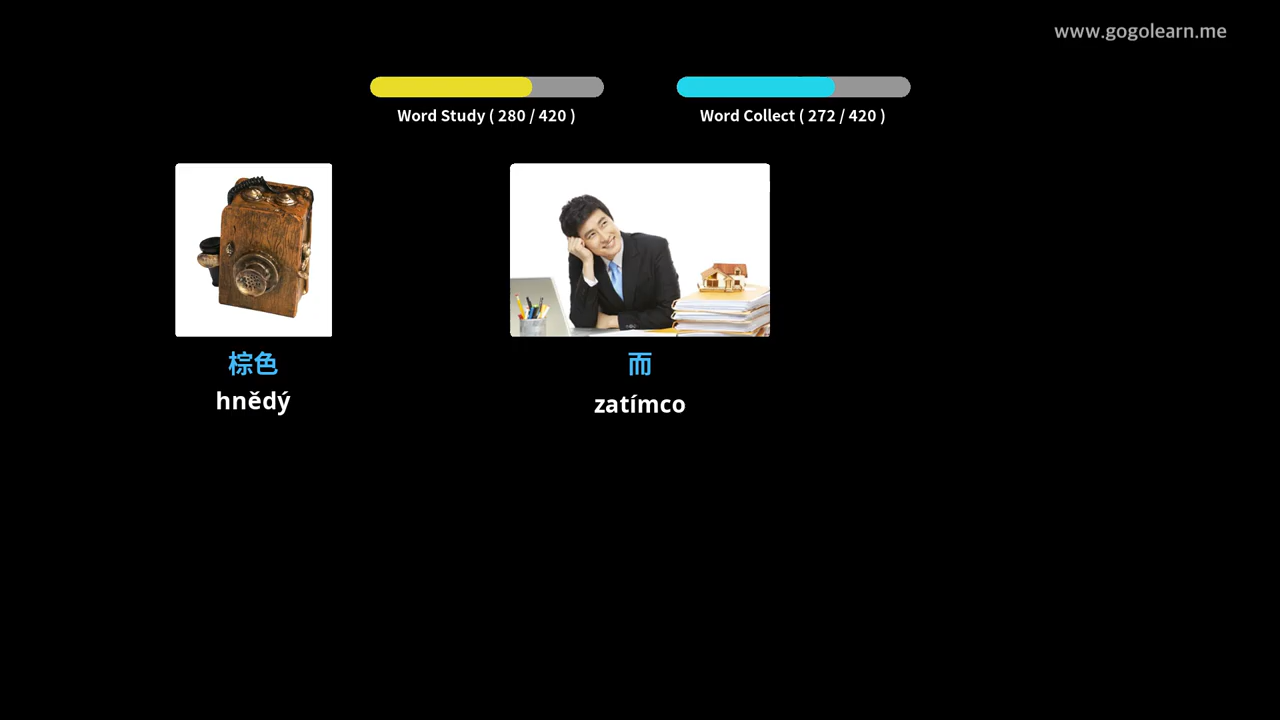 www.gogolearn.me
Word Study ( 280 / 420 )
Word Collect ( 272 / 420 )
棕色
hnědý
而
zatímco